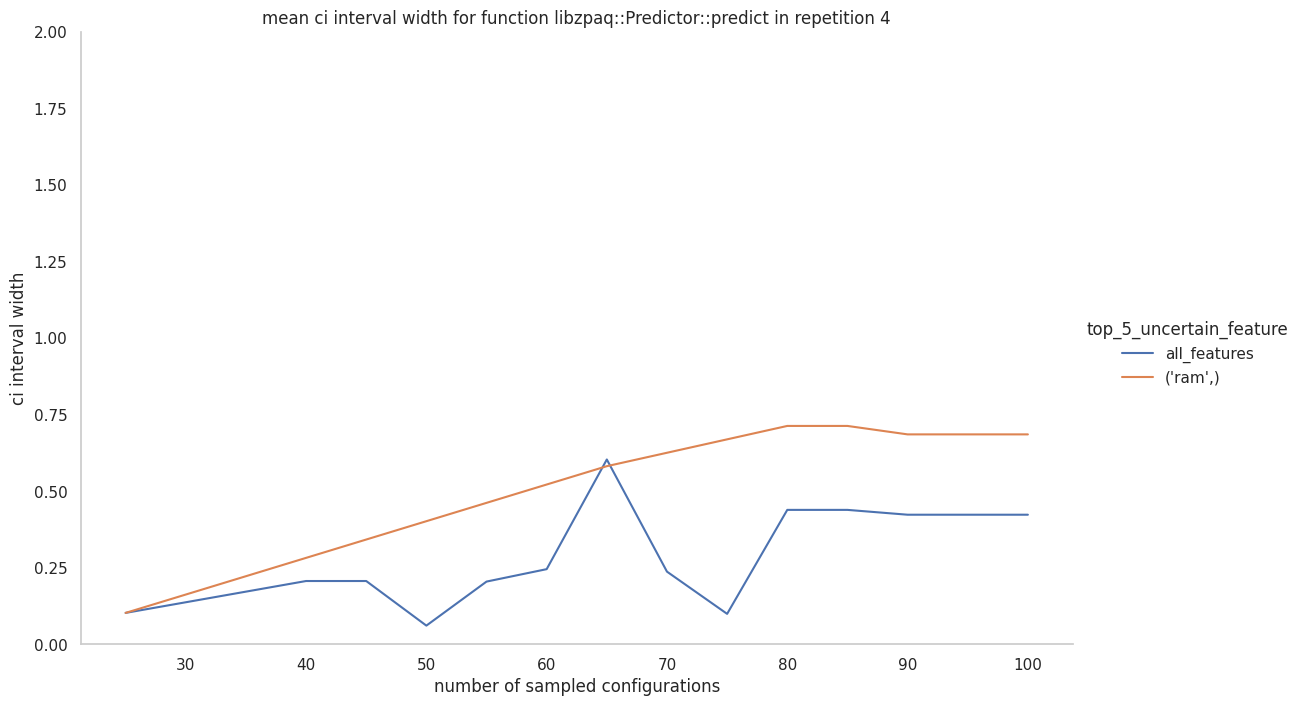 mean ci interval width for function libzpaq::Predictor::predict in repetition 4
2.00
1.75
1.50
1.25
1.00
0.75
0.50
0.25
0.00
ci interval width
30 40 50 60 70 80 90 100
number of sampled configurations
top_5_uncertain_feature
all_features
('ram',)